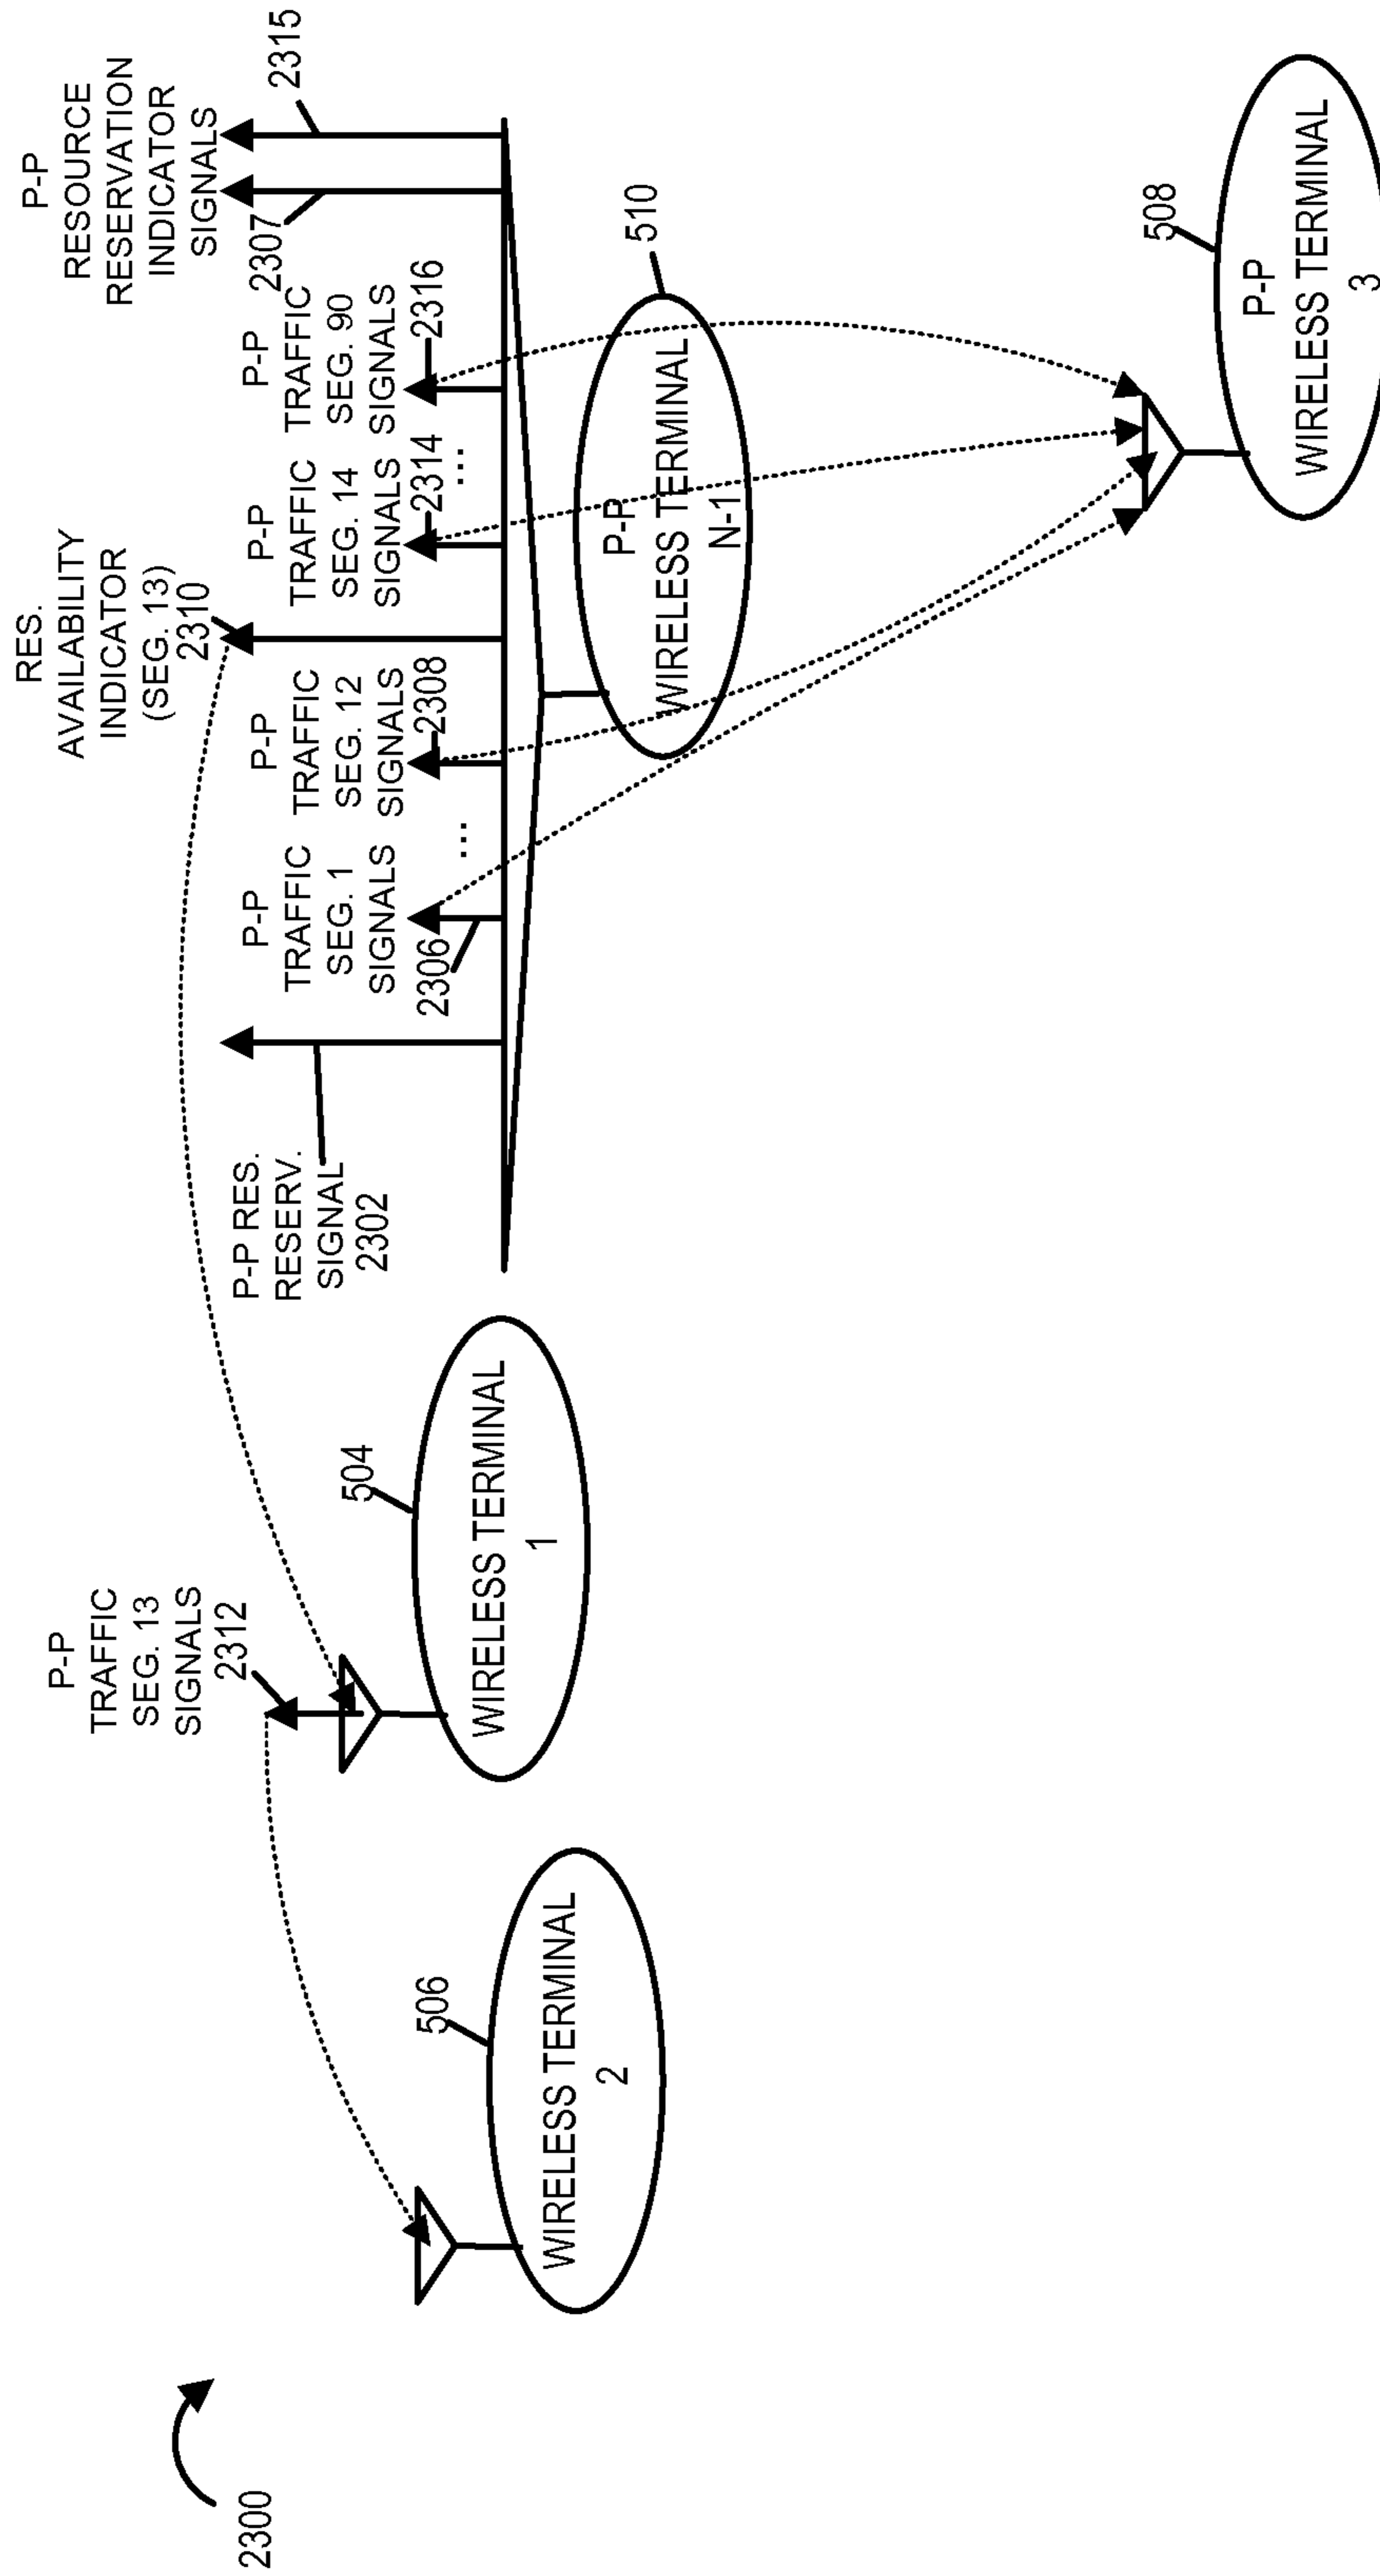 2300
P-P
TRAFFIC
SEG. 13
SIGNALS
2312
506
WIRELESS TERMINAL
2
504
WIRELESS TERMINAL
1
P-P RES.
RESERV.
SIGNAL
2302
P-P
TRAFFIC
SEG. 1
SIGNALS
2306
...
P-P
TRAFFIC
SEG. 12
SIGNALS
2308
RES.
AVAILABILITY
INDICATOR
(SEG. 13)
2310
P-P
TRAFFIC
SEG. 14
SIGNALS
2314
...
P-P
TRAFFIC
SEG. 90
SIGNALS
2316
P-P
RESOURCE
RESERVATION
INDICATOR
SIGNALS
2307
2315
510
P-P
WIRELESS TERMINAL
N-1
508
P-P
WIRELESS TERMINAL
3